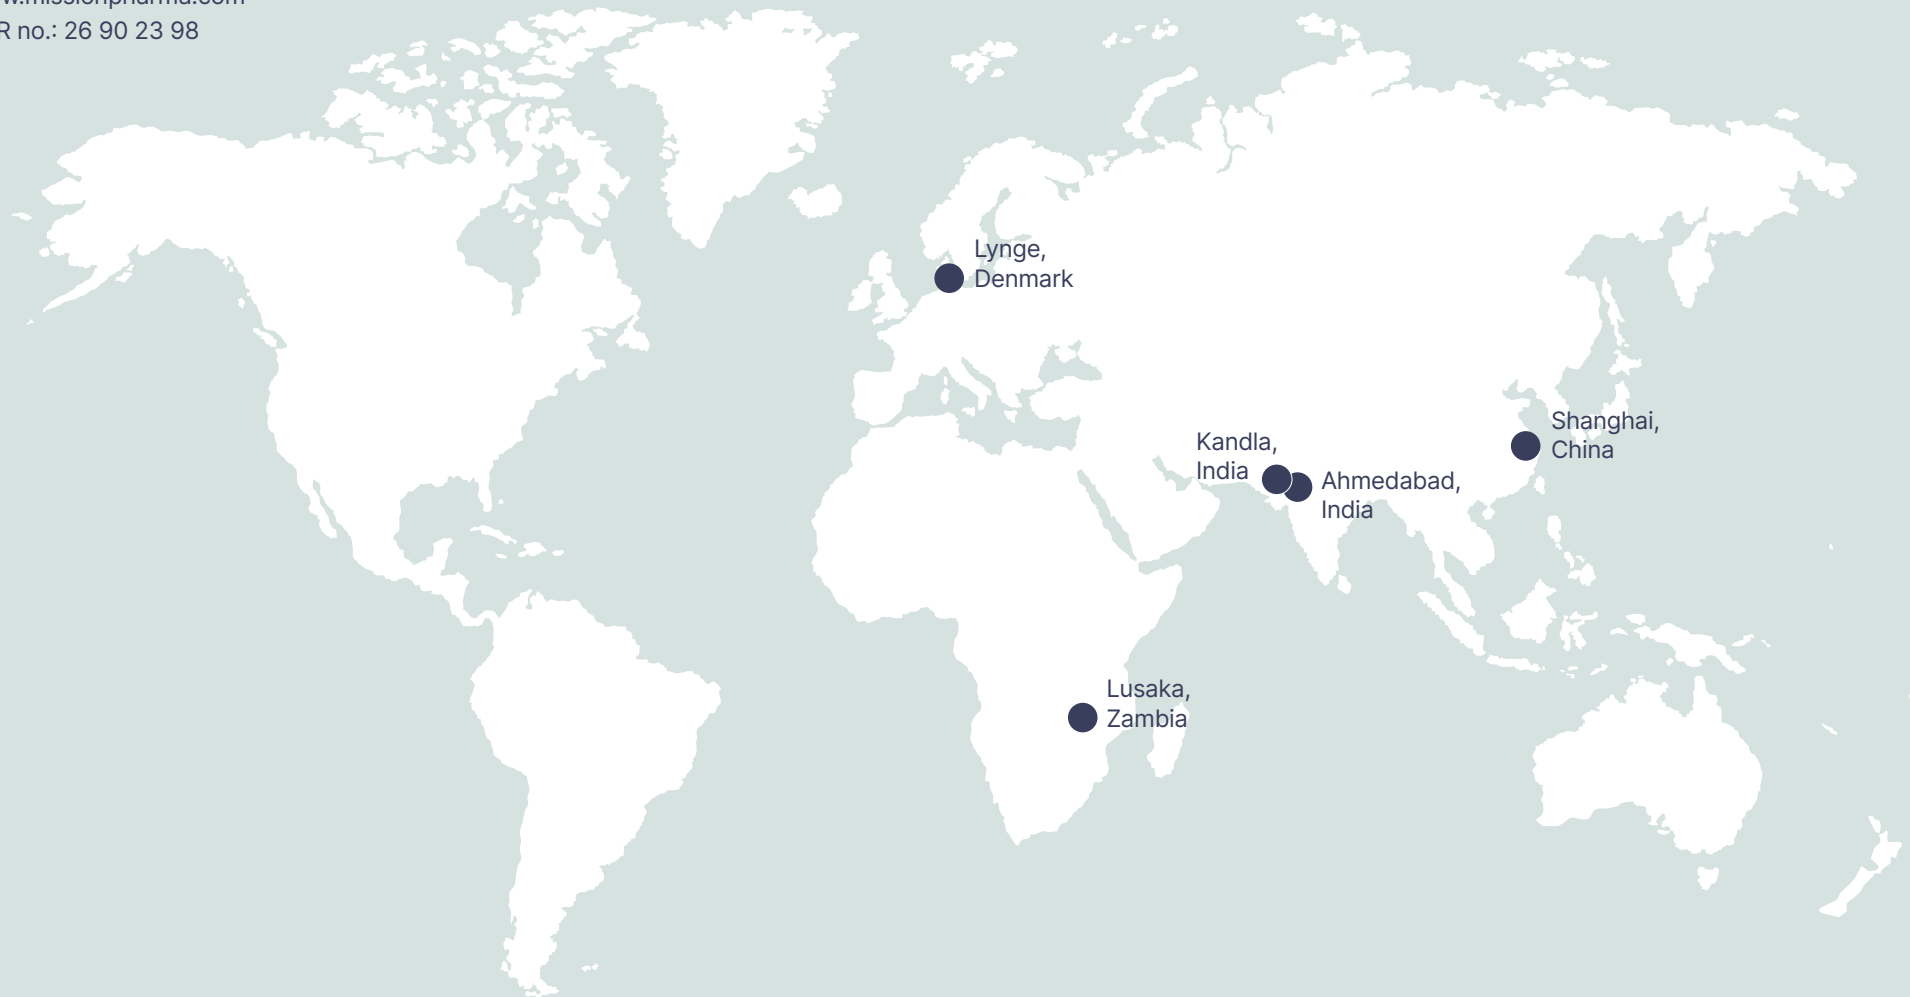 R no.: 26 90 23 98
Lynge,
Denmark
Shanghai,
China
Kandla,
India
Ahmedabad,
India
Lusaka,
Zambia